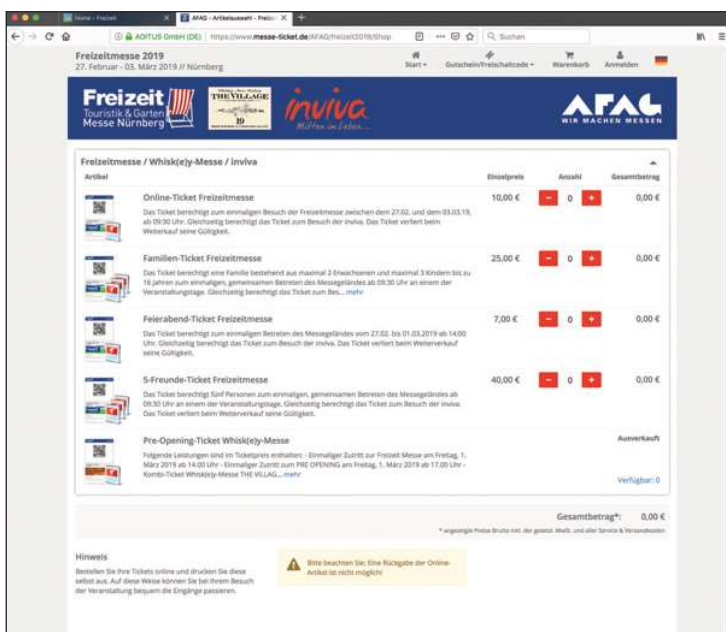 Home - Freizeit
AFAG - Artikelauswahl - Freize
ADITUS GmbH (DE)
https://www.messe-ticket.de/AFAG/Freizeit2019/Shop
Suchen
Freizeitmesse 2019
27. Februar - 03. März 2019 // Nürnberg
Start
Gutschein/Freischaltcode
Warenkorb
Anmelden
Freizeit
Touristik & Garten
Messe Nürnberg
THE VILLAGE
19
inviva
Mitten im Leben...
AFAG
WIR MACHEN MESSEN
Freizeitmesse / Whisk(e)y-Messe / inviva
Artikel Einzelpreis Anzahl Gesamtbetrag
Online-Ticket Freizeitmesse 10,00 € − 0 + 0,00 €
Das Ticket berechtigt zum einmaligen Besuch der Freizeitmesse zwischen dem 27.02. und dem 03.03.19,
ab 09:30 Uhr. Gleichzeitig berechtigt das Ticket zum Besuch der inviva. Das Ticket verliert beim
Weiterkauf seine Gültigkeit.
Familien-Ticket Freizeitmesse 25,00 € − 0 + 0,00 €
Das Ticket berechtigt eine Familie bestehend aus maximal 2 Erwachsenen und maximal 3 Kindern bis zu
16 Jahren zum einmaligen, gemeinsamen Betreten des Messegeländes ab 09:30 Uhr an einem der
Veranstaltungstage. Gleichzeitig berechtigt das Ticket zum Bes... mehr
Feierabend-Ticket Freizeitmesse 7,00 € − 0 + 0,00 €
Das Ticket berechtigt zum einmaligen Betreten des Messegeländes vom 27.02. bis 01.03.2019 ab 14:00
Uhr. Gleichzeitig berechtigt das Ticket zum Besuch der inviva. Das Ticket verliert beim Weiterverkauf
seine Gültigkeit.
5-Freunde-Ticket Freizeitmesse 40,00 € − 0 + 0,00 €
Das Ticket berechtigt fünf Personen zum einmaligen, gemeinsamen Betreten des Messegeländes ab
09:30 Uhr an einem der Veranstaltungstage. Gleichzeitig berechtigt das Ticket zum Besuch der inviva.
Das Ticket verliert beim Weiterverkauf seine Gültigkeit.
Pre-Opening-Ticket Whisk(e)y-Messe Ausverkauft
Folgende Leistungen sind im Ticketpreis enthalten: - Einmaliger Zutritt zur Freizeit Messe am Freitag, 1.
März 2019 ab 14:00 Uhr - Einmaliger Zutritt zum PRE OPENING am Freitag, 1. März 2019 ab 17.00 Uhr -
Kombi-Ticket Whisk(e)y-Messe THE VILLAG... mehr
Verfügbar: 0
Gesamtbetrag*: 0,00 €
* angezeigte Preise Brutto inkl. der gesetzl. MwSt. und aller Service & Versandkosten
Hinweis
Bestellen Sie Ihre Tickets online und drucken Sie diese
selbst aus. Auf diese Weise können Sie bei Ihrem Besuch
der Veranstaltung bequem die Eingänge passieren.
Bitte beachten Sie: Eine Rückgabe der Online-
Artikel ist nicht möglich!